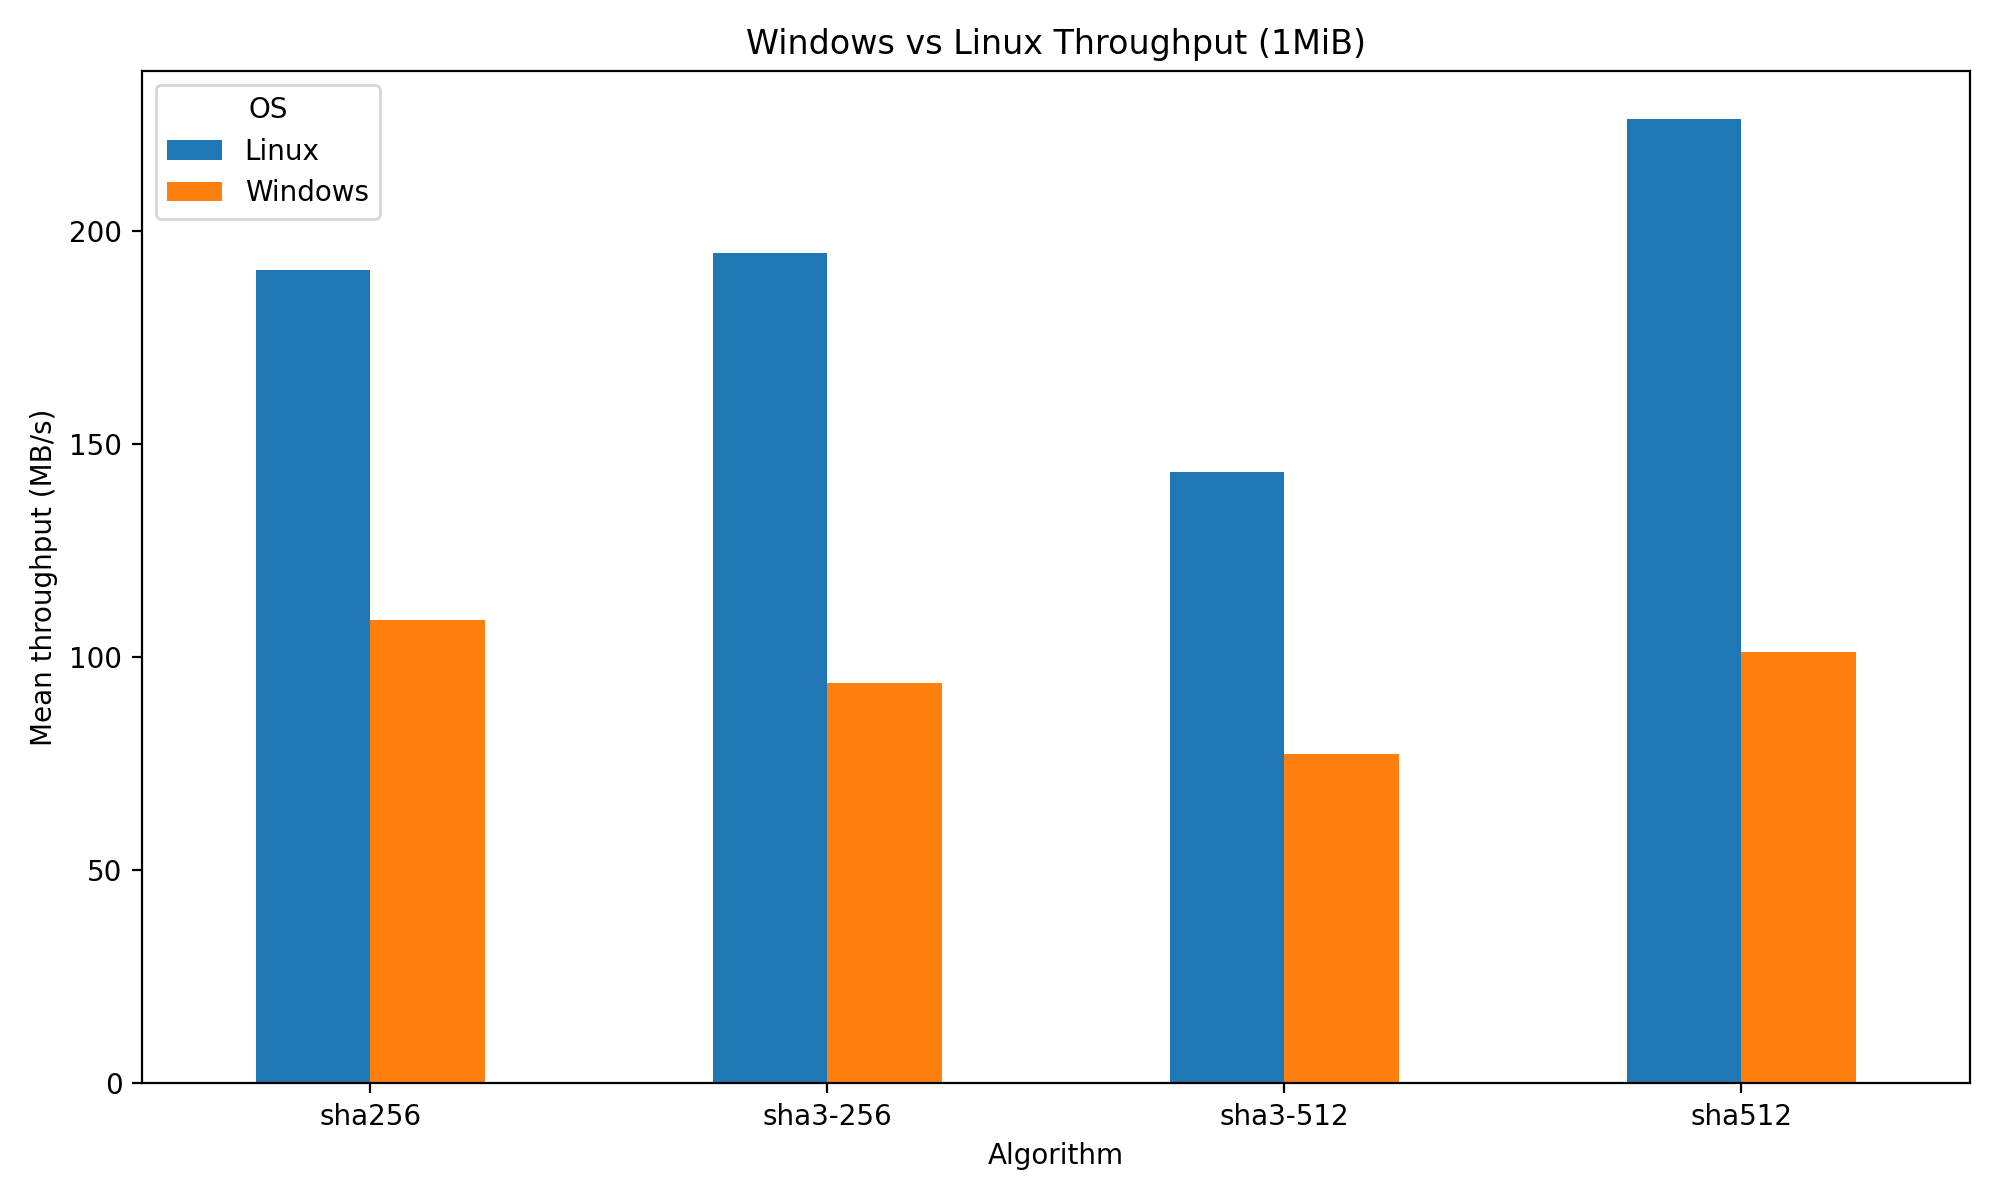 Windows vs Linux Throughput (1MiB)
OS
Linux
Windows
Mean throughput (MB/s)
200
150
100
50
0
sha256
sha3-256
sha3-512
sha512
Algorithm